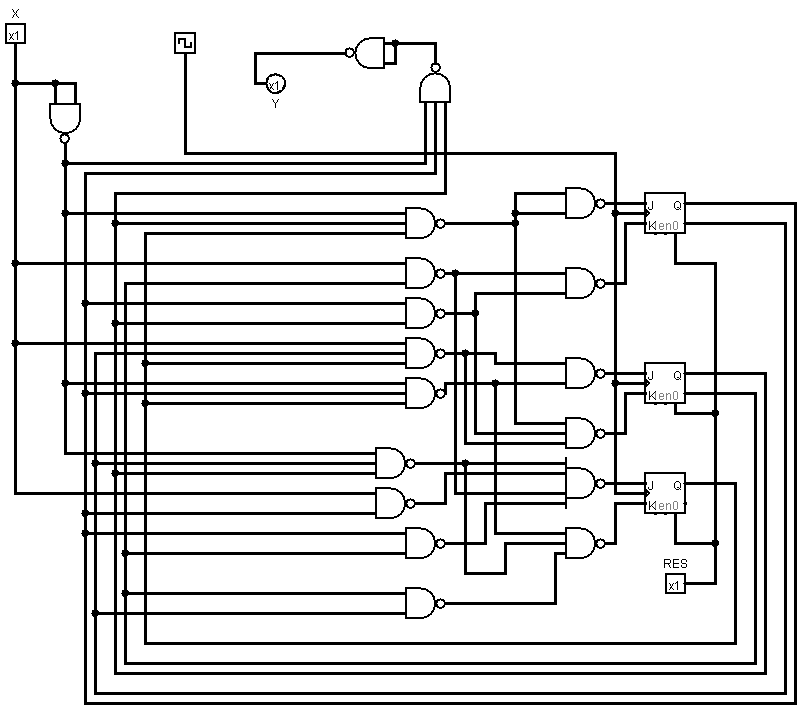 X
x1
x1
Y
J Q
K en0
J Q
K en0
J Q
K en0
RES
x1